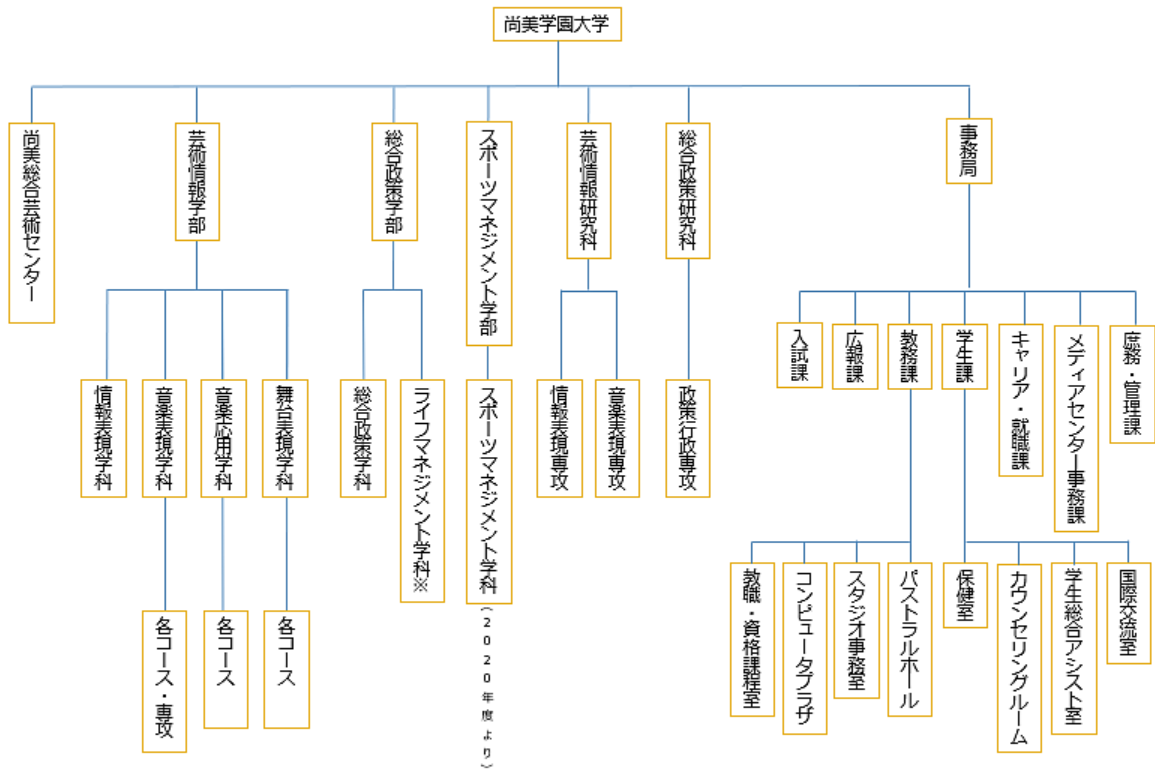 尚美学園大学
尚美総合芸術センター
芸術情報学部
総合政策学部
スポーツマネジメント学部
芸術情報研究科
総合政策研究科
事務局
入試課
広報課
教務課
学生課
キャリア・就職課
メディアセンター事務課
庶務・管理課
情報表現学科
音楽表現学科
音楽応用学科
舞台表現学科
総合政策学科
ライフマネジメント学科※
スポーツマネジメント学科
(2020年度より)
情報表現専攻
音楽表現専攻
政策行政専攻
教職・資格課程室
コンピュータプラザ
スタジオ事務室
パストラルホール
保健室
カウンセリングルーム
学生総合アシスト室
国際交流室
各コース・専攻
各コース
各コース